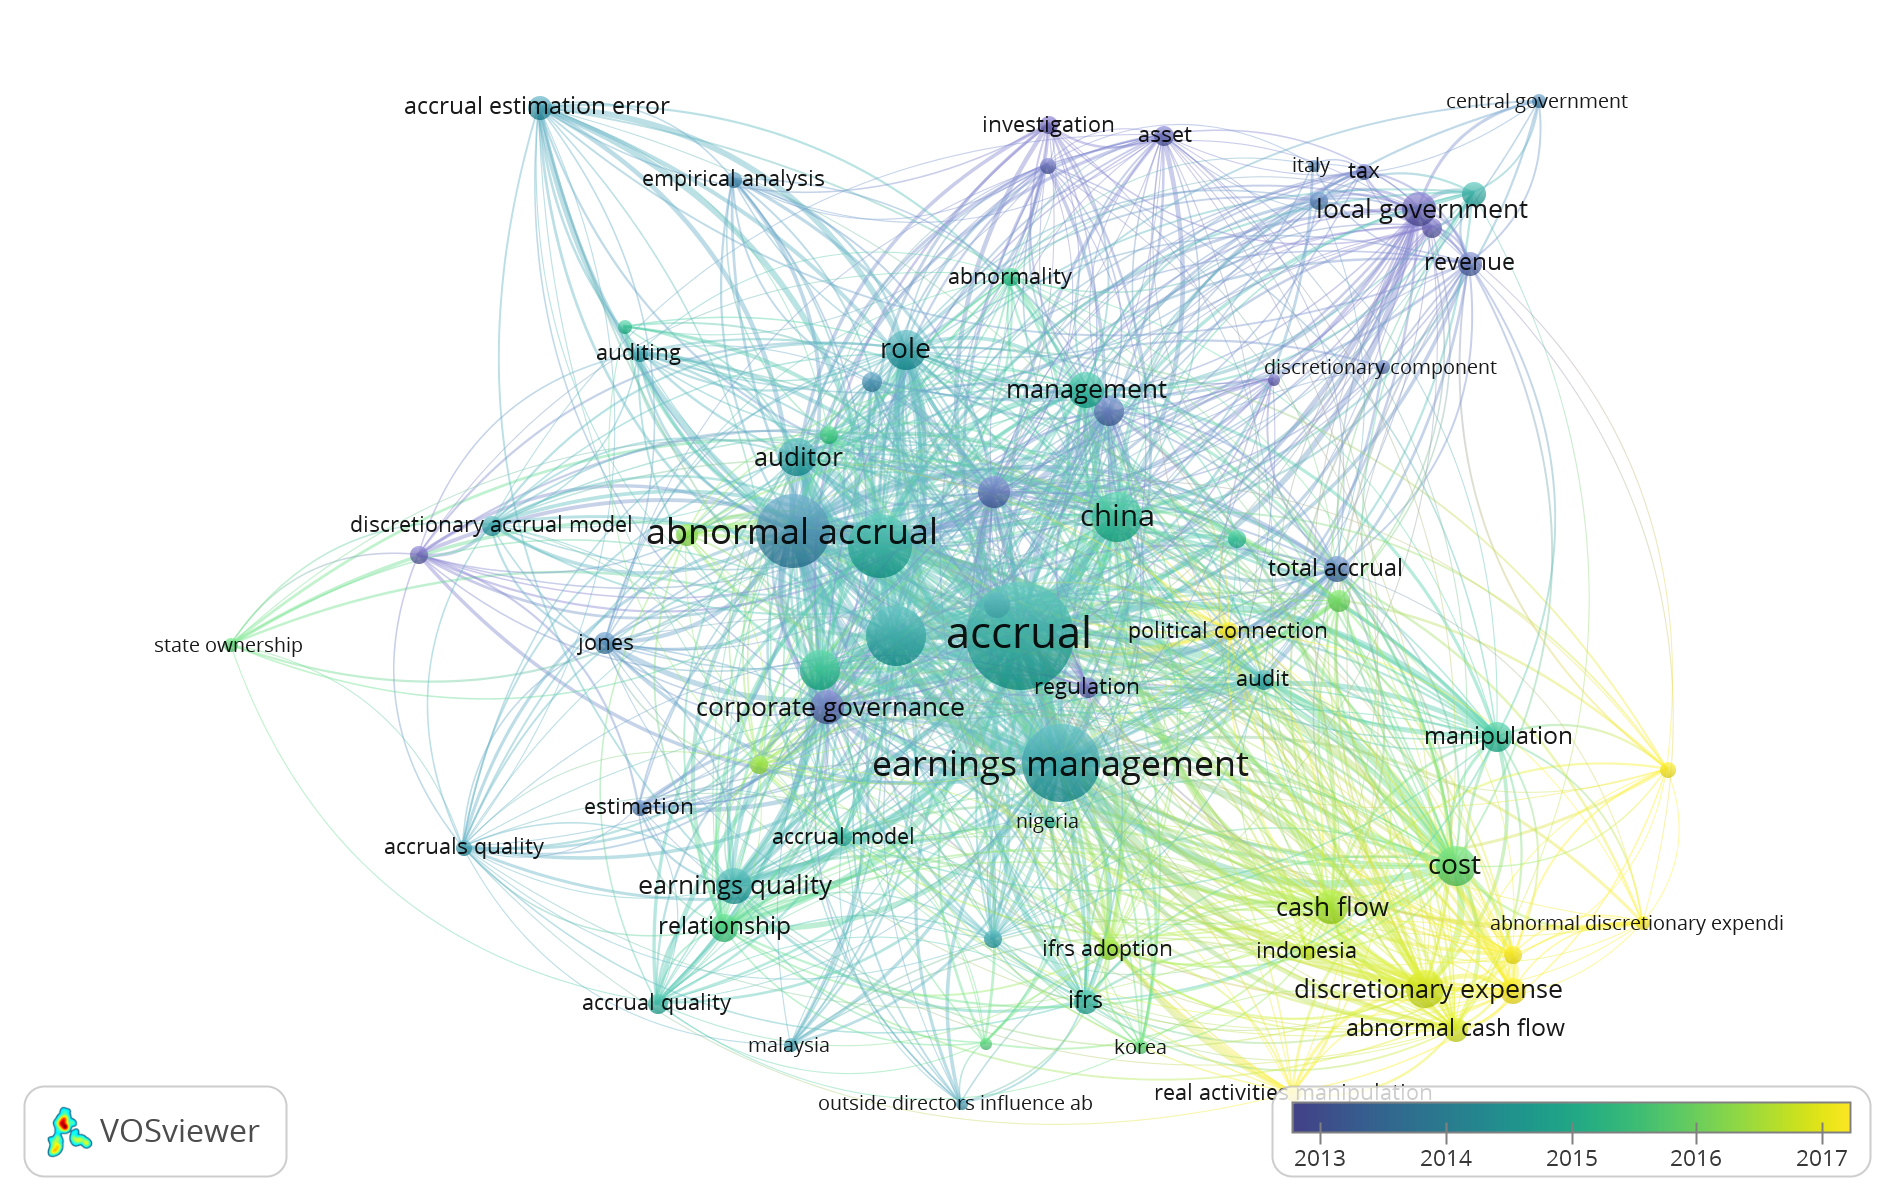 central government
accrual estimation error
investigation
asset
italy
tax
empirical analysis
local government
revenue
abnormality
role
auditing
discretionary component
management
auditor
china
discretionary accrual model
abnormal accrual
total accrual
accrual
political connection
state ownership
jones
audit
regulation
corporate governance
manipulation
earnings management
estimation
nigeria
accrual model
accruals quality
cost
earnings quality
cash flow
relationship
abnormal discretionary expendi
ifrs adoption
indonesia
discretionary expense
accrual quality
ifrs
abnormal cash flow
malaysia
korea
real activities manipulation
outside directors influence ab
VOSviewer
2013 2014 2015 2016 2017